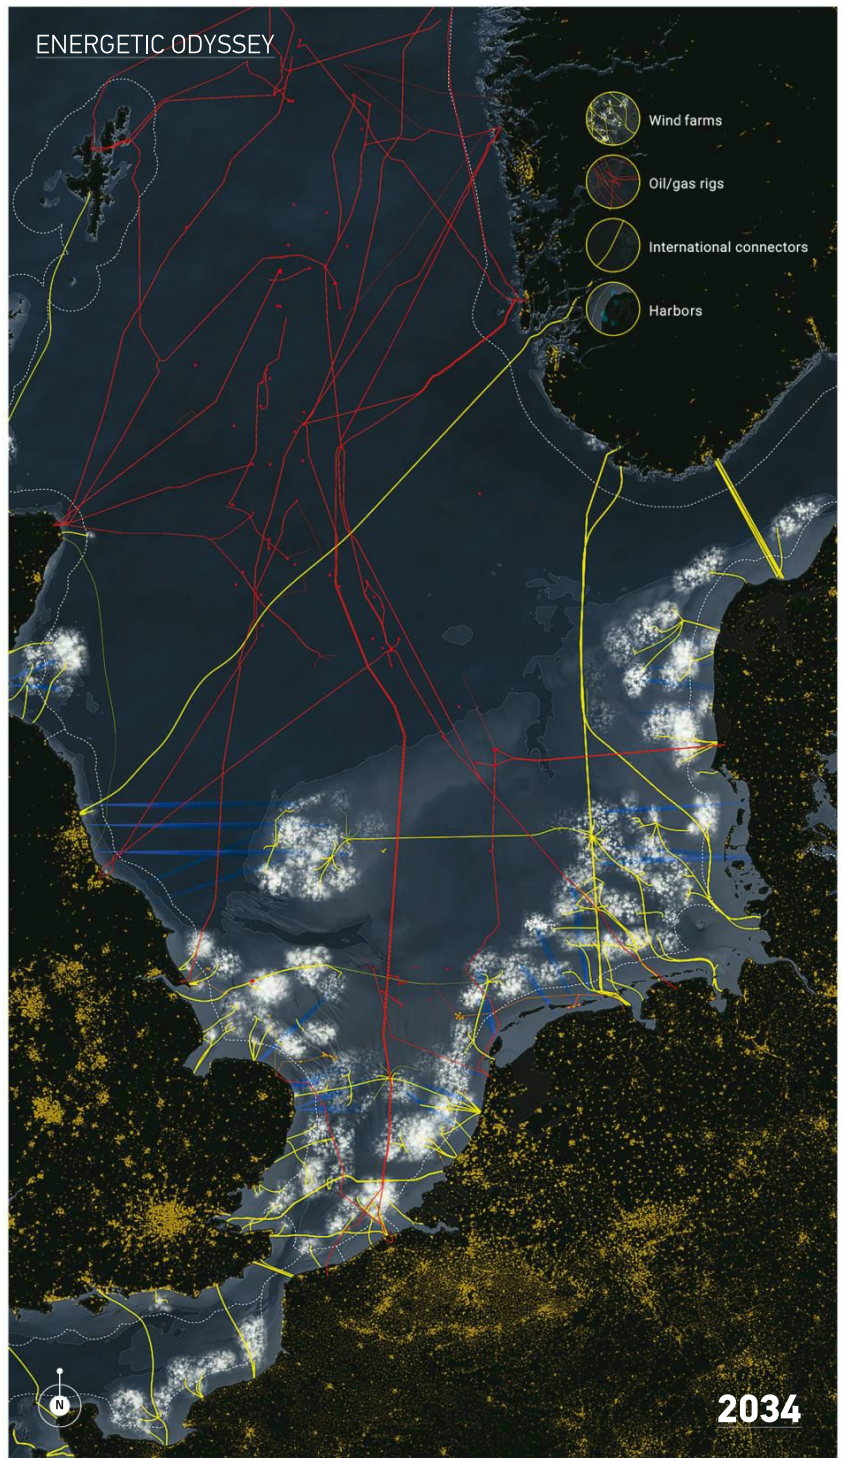 ENERGETIC ODYSSEY
Wind farms
Oil/gas rigs
International connectors
Harbors
N
2034